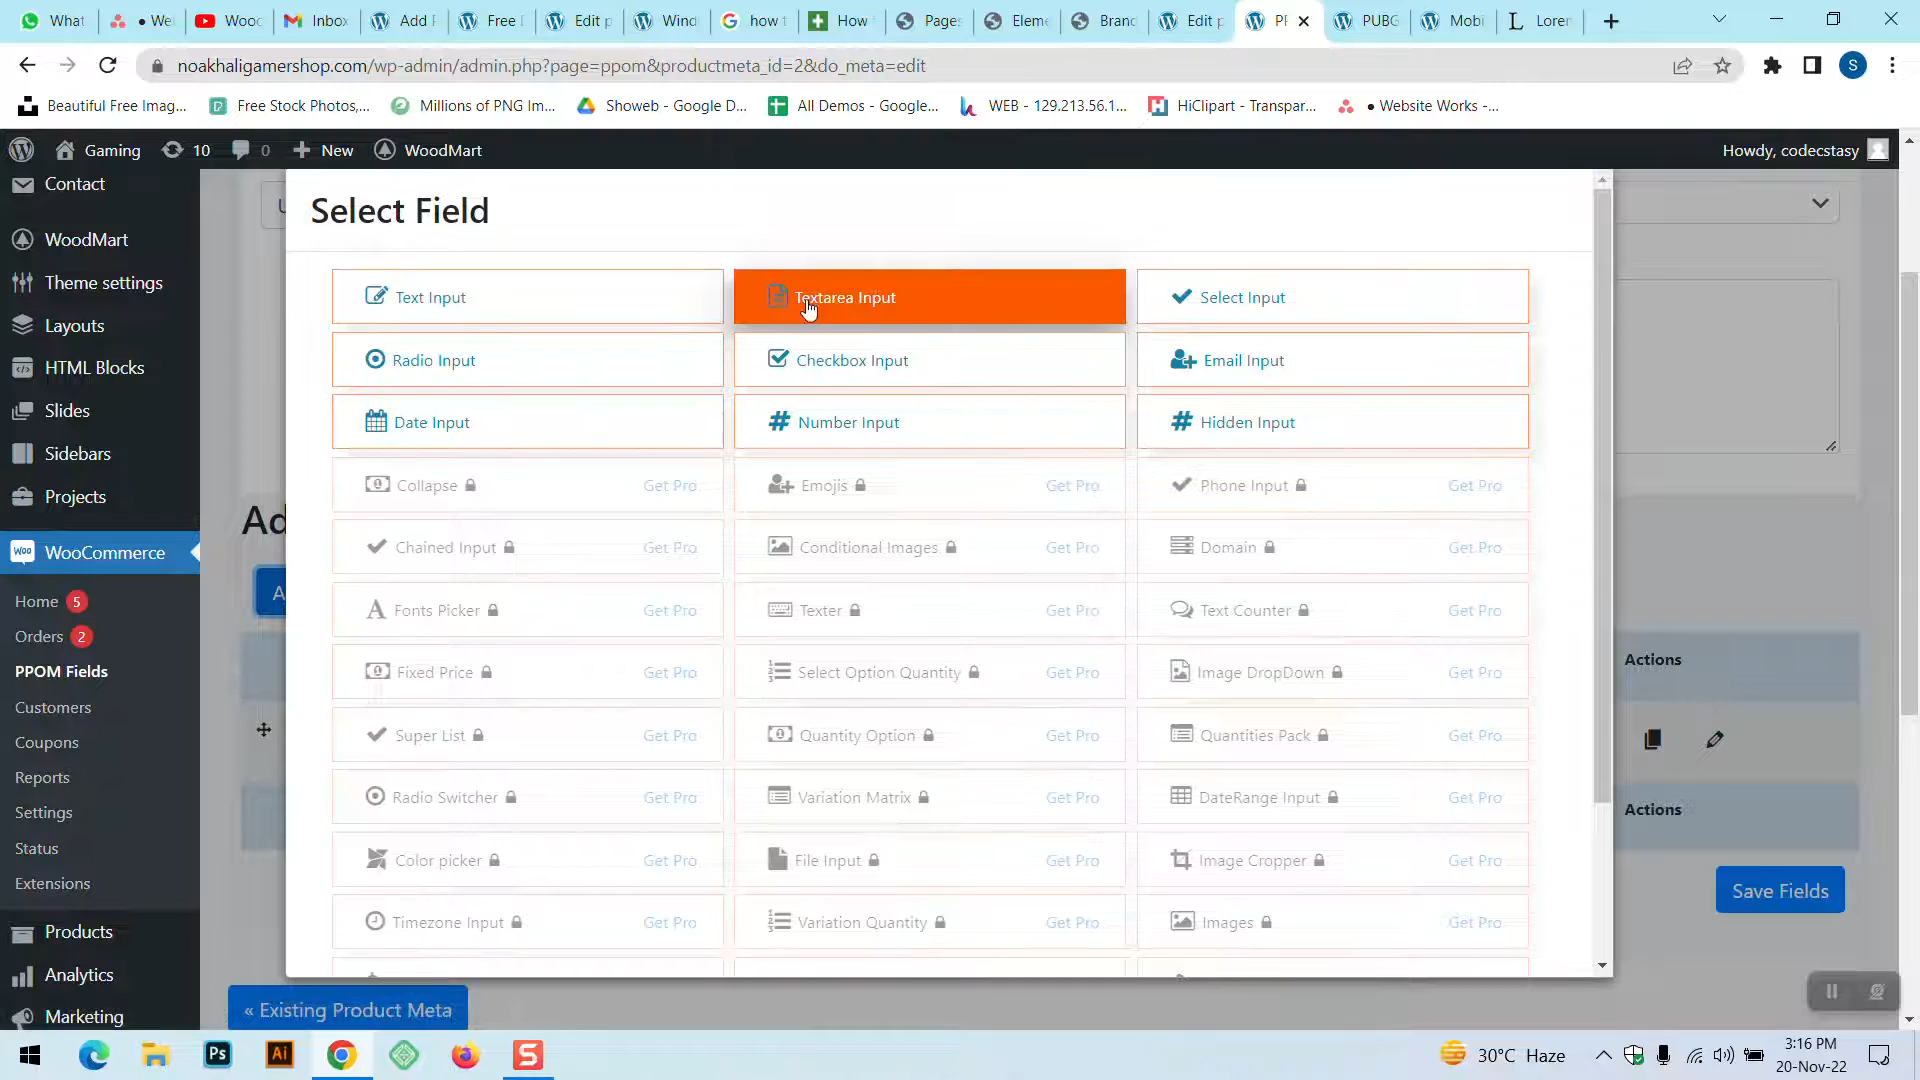 What
• We
Wooc
Inbox
Add F
Free D
Edit p
Wind
how t
How
Pages
Eleme
Branc
Edit p
PF
PUBG
Mobi
Loren
noakhaligamershop.com/wp-admin/admin.php?page=ppom&productmeta_id=2&do_meta=edit
S
Beautiful Free Imag...
Free Stock Photos,...
Millions of PNG Im...
Showeb - Google D...
All Demos - Google...
WEB - 129.213.56.1...
HiClipart - Transpar...
• Website Works -...
Gaming
10
0
New
WoodMart
Howdy, codecstasy
Contact
WoodMart
Theme settings
Layouts
HTML Blocks
Slides
Sidebars
Projects
WooCommerce
Home 5
Orders 2
PPOM Fields
Customers
Coupons
Reports
Settings
Status
Extensions
Products
Analytics
Marketing
Select Field
Text Input
Textarea Input
Select Input
Radio Input
Checkbox Input
Email Input
Date Input
Number Input
Hidden Input
Collapse Get Pro
Emojis Get Pro
Phone Input Get Pro
Chained Input Get Pro
Conditional Images Get Pro
Domain Get Pro
Fonts Picker Get Pro
Texter Get Pro
Text Counter Get Pro
Fixed Price Get Pro
Select Option Quantity Get Pro
Image DropDown Get Pro
Super List Get Pro
Quantity Option Get Pro
Quantities Pack Get Pro
Radio Switcher Get Pro
Variation Matrix Get Pro
DateRange Input Get Pro
Color picker Get Pro
File Input Get Pro
Image Cropper Get Pro
Timezone Input Get Pro
Variation Quantity Get Pro
Images Get Pro
Ad
A
Actions
Actions
Save Fields
« Existing Product Meta
Ps
Ai
S
30°C Haze
3:16 PM
20-Nov-22